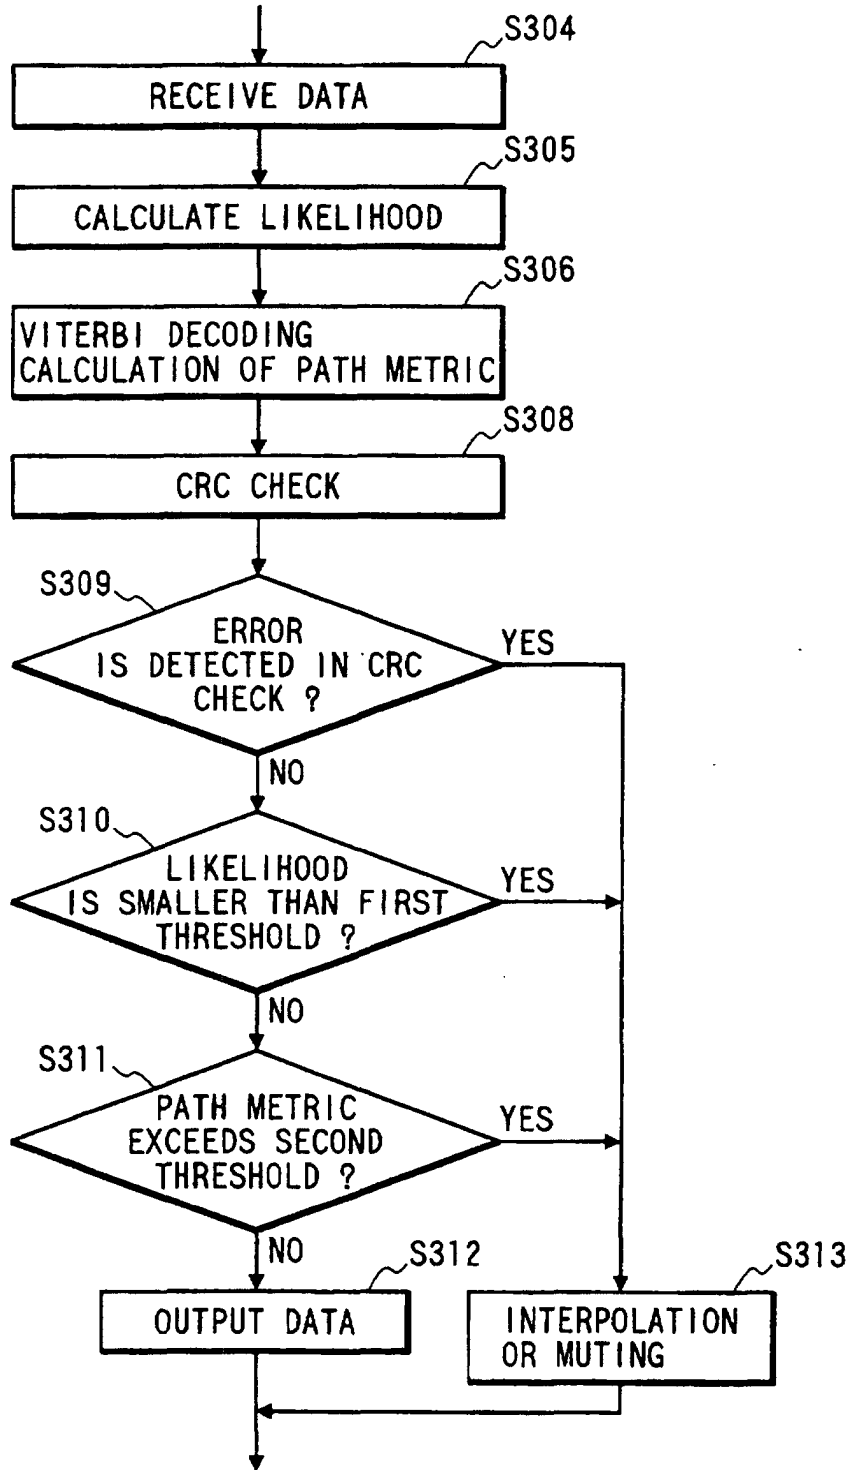 S304
RECEIVE DATA
S305
CALCULATE LIKELIHOOD
S306
VITERBI DECODING
CALCULATION OF PATH METRIC
S308
CRC CHECK
S309
ERROR
IS DETECTED IN CRC
CHECK ?
YES
NO
S310
LIKELIHOOD
IS SMALLER THAN FIRST
THRESHOLD ?
YES
NO
S311
PATH METRIC
EXCEEDS SECOND
THRESHOLD ?
YES
NO
S312
OUTPUT DATA
S313
INTERPOLATION
OR MUTING